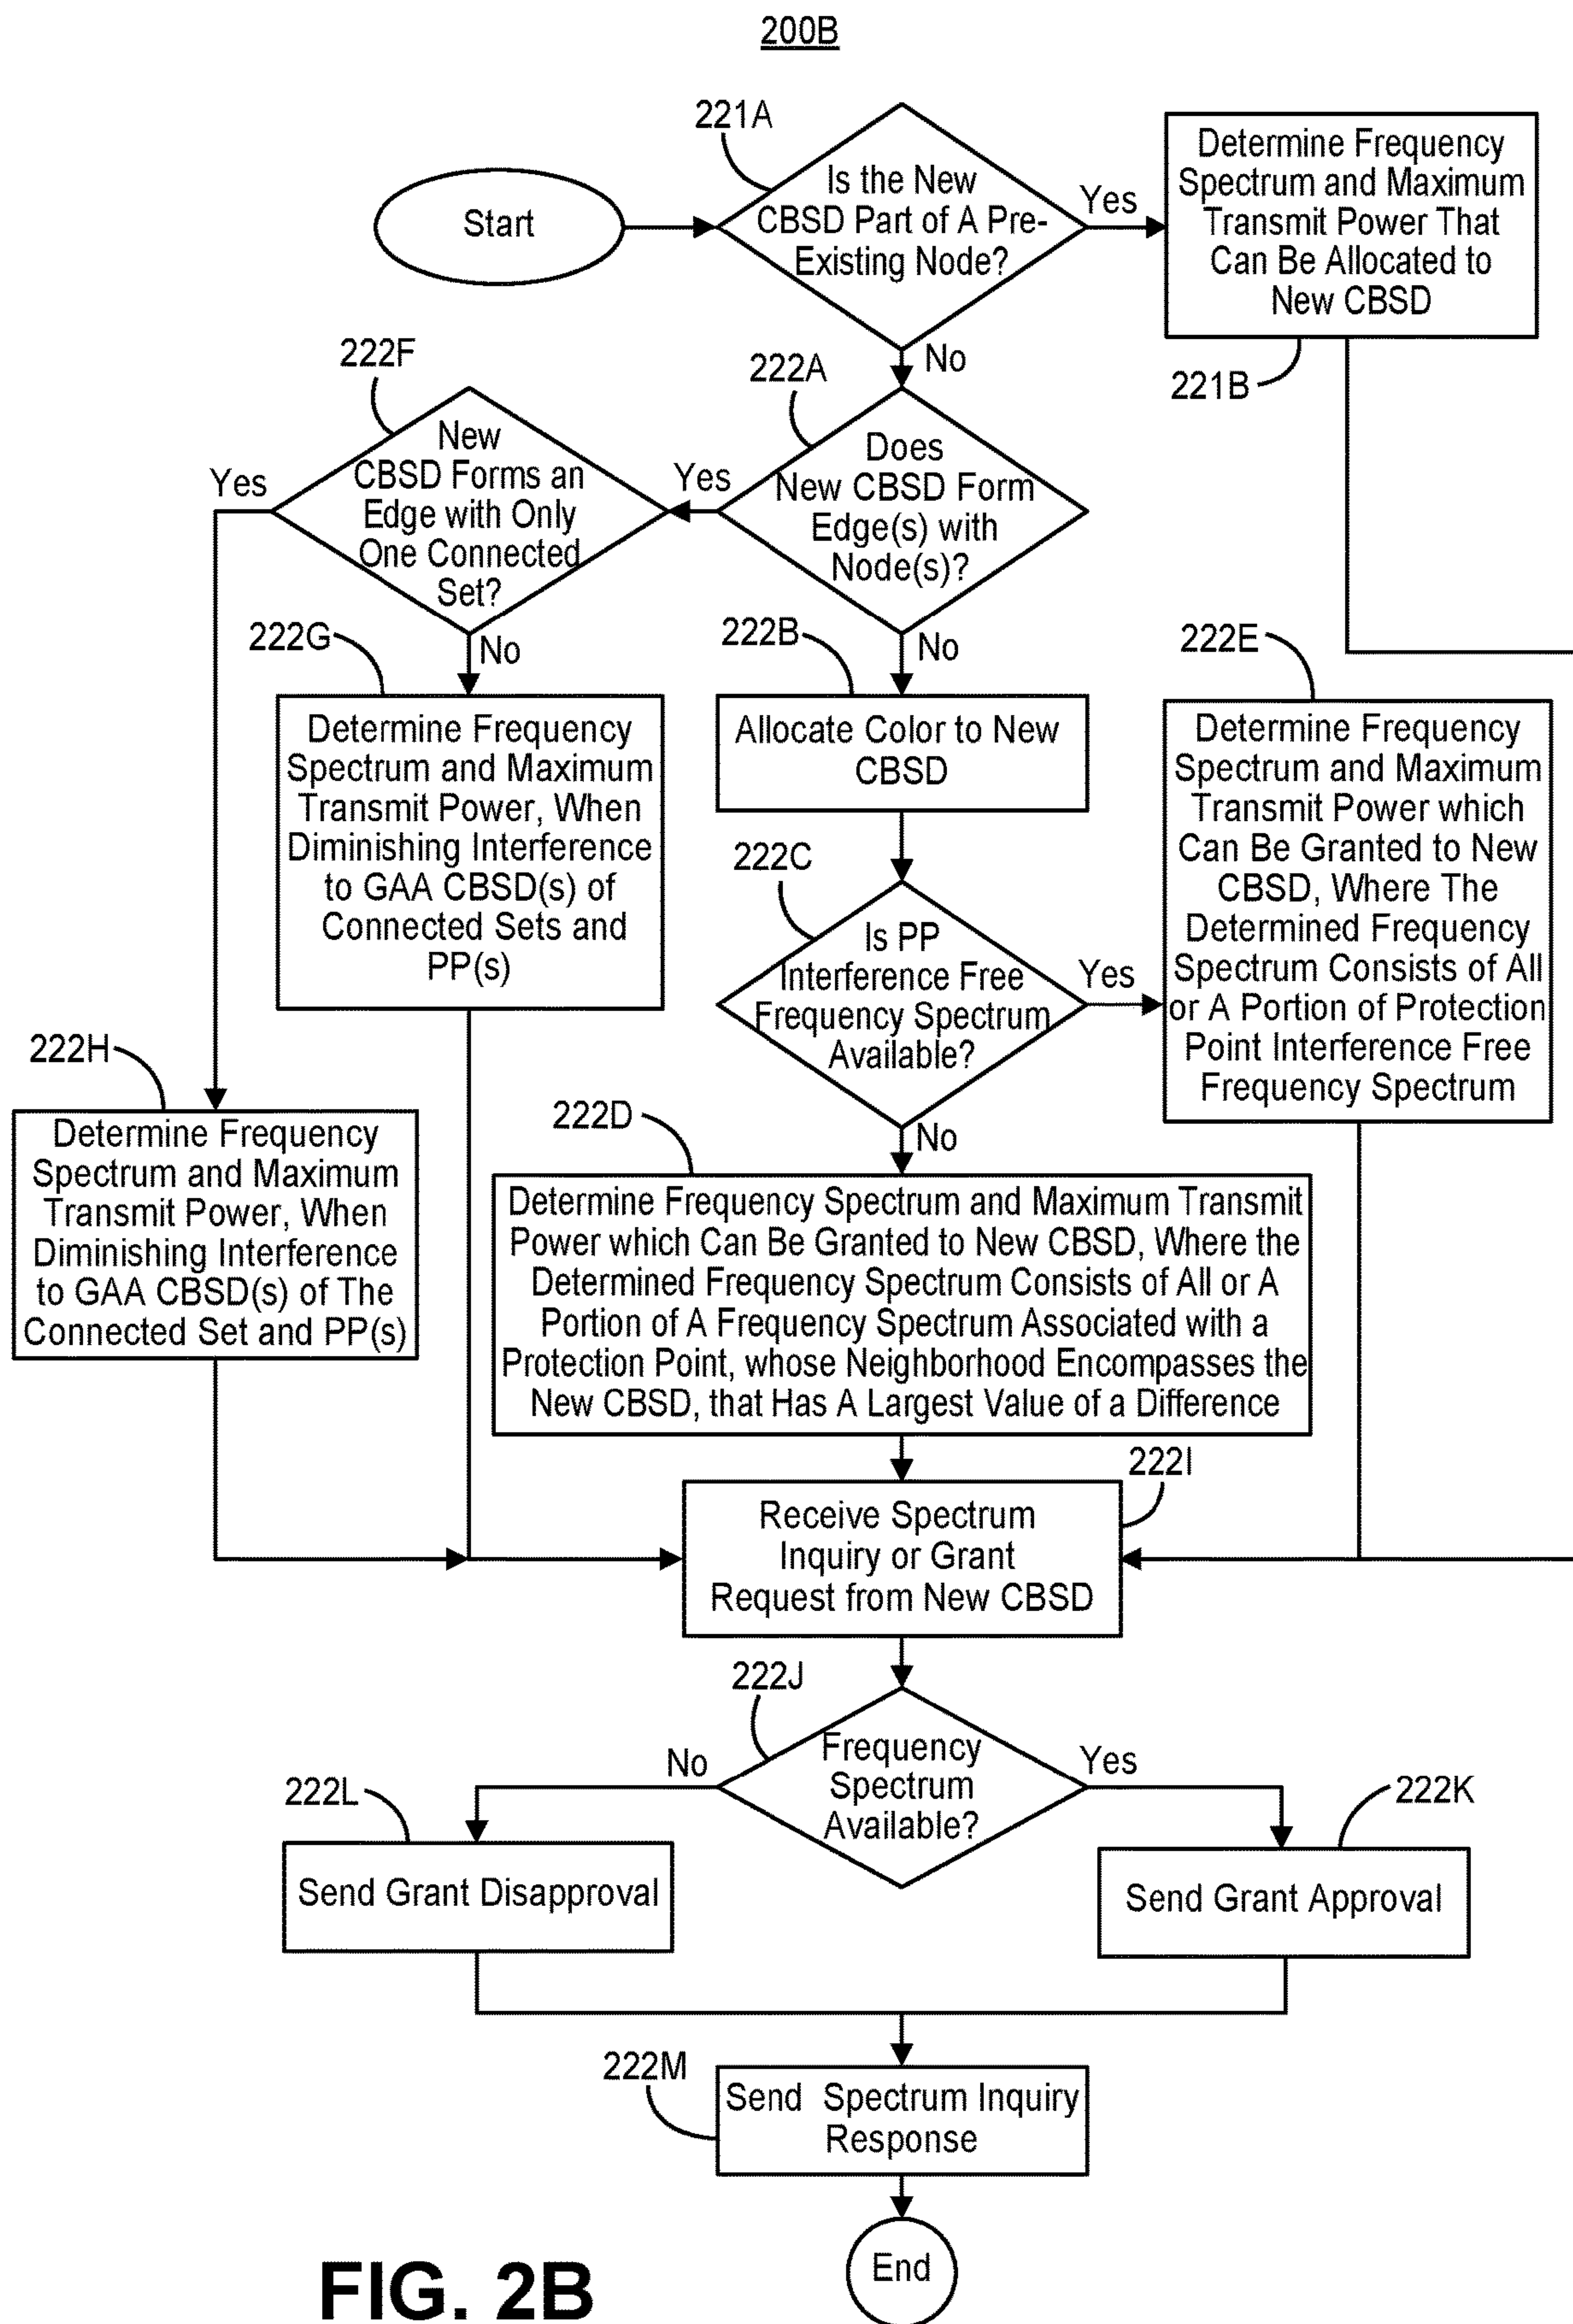 200B
221A
Is the New
CBSD Part of A Pre-
Existing Node?
Yes
Determine Frequency
Spectrum and Maximum
Transmit Power That
Can Be Allocated to
New CBSD
Start
No
221B
222F
222A
New
CBSD Forms an
Edge with Only
One Connected
Set?
Yes
Yes
Does
New CBSD Form
Edge(s) with
Node(s)?
222G
No
222B
No
222E
Determine Frequency
Spectrum and Maximum
Transmit Power, When
Diminishing Interference
to GAA CBSD(s) of
Connected Sets and
PP(s)
Allocate Color to New
CBSD
Determine Frequency
Spectrum and Maximum
Transmit Power which
Can Be Granted to New
CBSD, Where The
Determined Frequency
Spectrum Consists of All
or A Portion of Protection
Point Interference Free
Frequency Spectrum
222C
Is PP
Interference Free
Frequency Spectrum
Available?
Yes
No
222H
Determine Frequency
Spectrum and Maximum
Transmit Power, When
Diminishing Interference
to GAA CBSD(s) of The
Connected Set and PP(s)
222D
Determine Frequency Spectrum and Maximum Transmit
Power which Can Be Granted to New CBSD, Where the
Determined Frequency Spectrum Consists of All or A
Portion of A Frequency Spectrum Associated with a
Protection Point, whose Neighborhood Encompasses the
New CBSD, that Has A Largest Value of a Difference
222I
Receive Spectrum
Inquiry or Grant
Request from New CBSD
222J
Frequency
Spectrum
Available?
No
Yes
222L
222K
Send Grant Disapproval
Send Grant Approval
222M
Send Spectrum Inquiry
Response
End
FIG. 2B